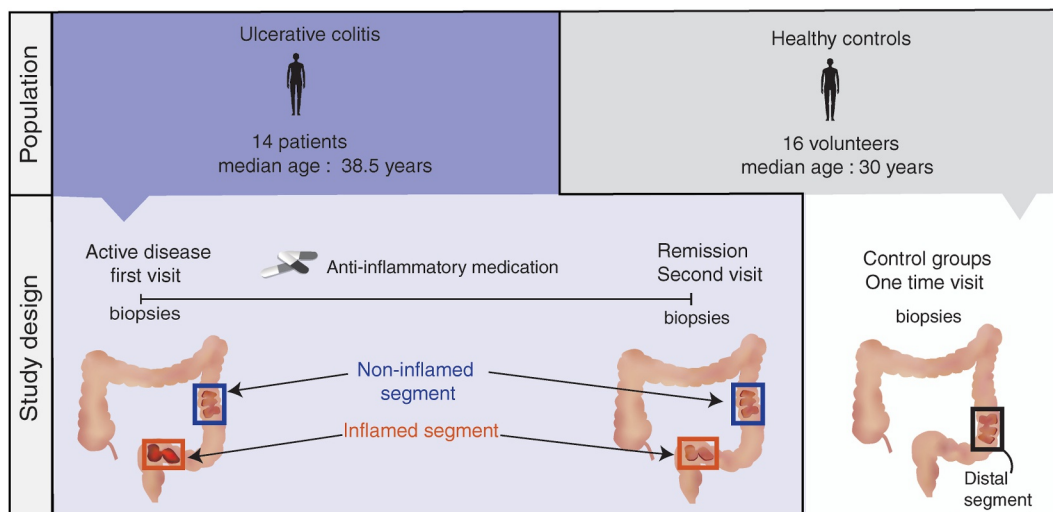 Population
Ulcerative colitis
14 patients
median age : 38.5 years
Healthy controls
16 volunteers
median age : 30 years
Study design
Active disease
first visit
Anti-inflammatory medication
Remission
Second visit
biopsies
biopsies
Non-inflamed
segment
Inflamed segment
Control groups
One time visit
biopsies
Distal
segment